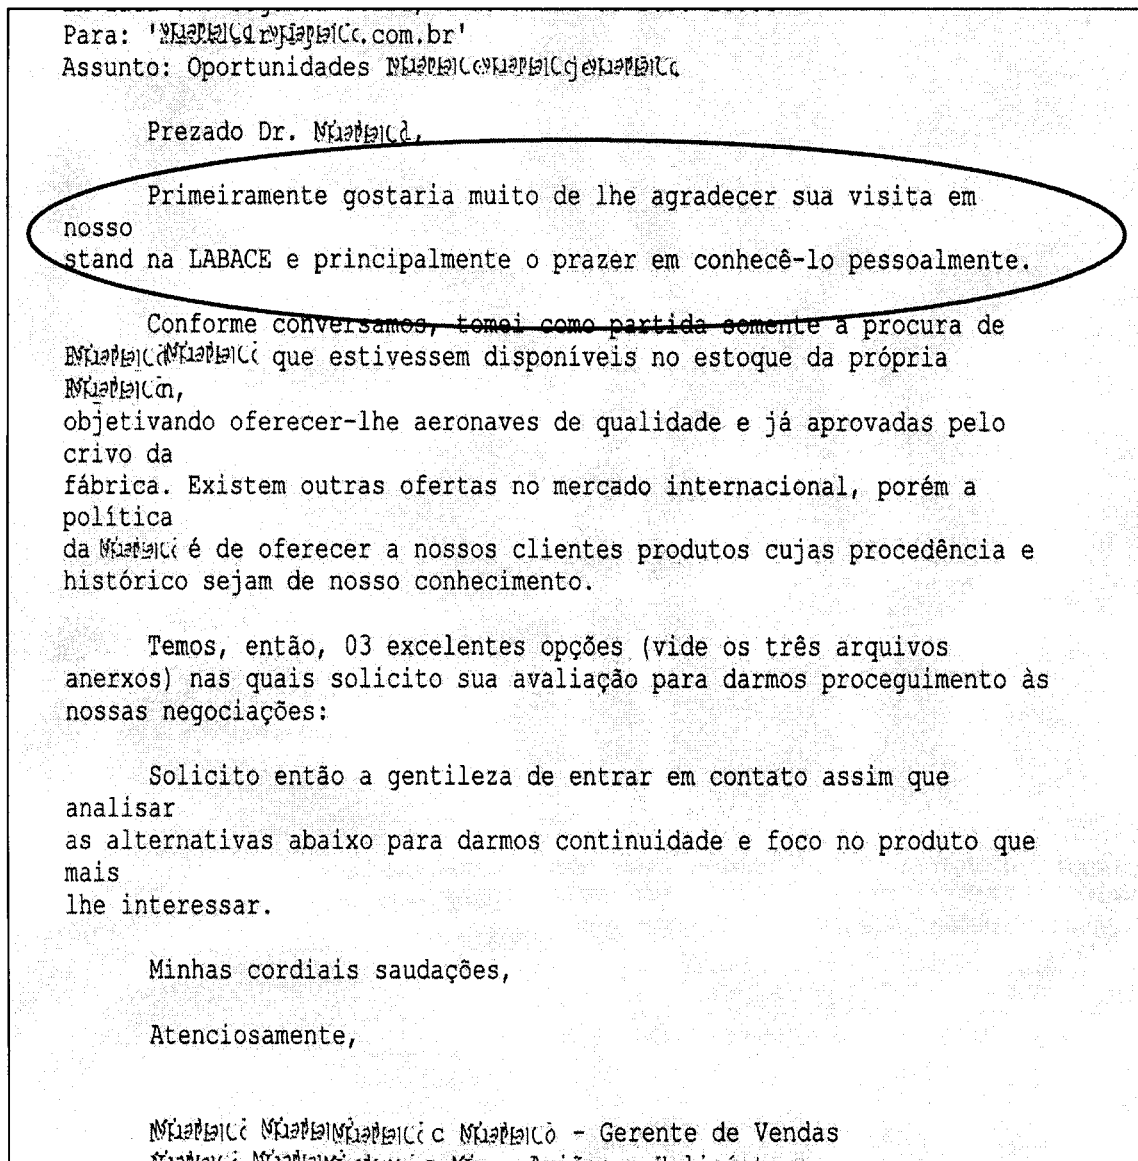 Para: com.br'
Assunto: Oportunidades
Prezado Dr.
Primeiramente gostaria muito de lhe agradecer sua visita em
nosso
stand na LABACE e principalmente o prazer em conhecê-lo pessoalmente.
Conforme conversamos, tomei como partida somente a procura de
que estivessem disponíveis no estoque da própria
objetivando oferecer-lhe aeronaves de qualidade e já aprovadas pelo
crivo da
fábrica. Existem outras ofertas no mercado internacional, porém a
política
da é de oferecer a nossos clientes produtos cujas procedência e
histórico sejam de nosso conhecimento.
Temos, então, 03 excelentes opções (vide os três arquivos
anerxos) nas quais solicito sua avaliação para darmos proceguimento às
nossas negociações:
Solicito então a gentileza de entrar em contato assim que
analisar
as alternativas abaixo para darmos continuidade e foco no produto que
mais
lhe interessar.
Minhas cordiais saudações,
Atenciosamente,
- Gerente de Vendas